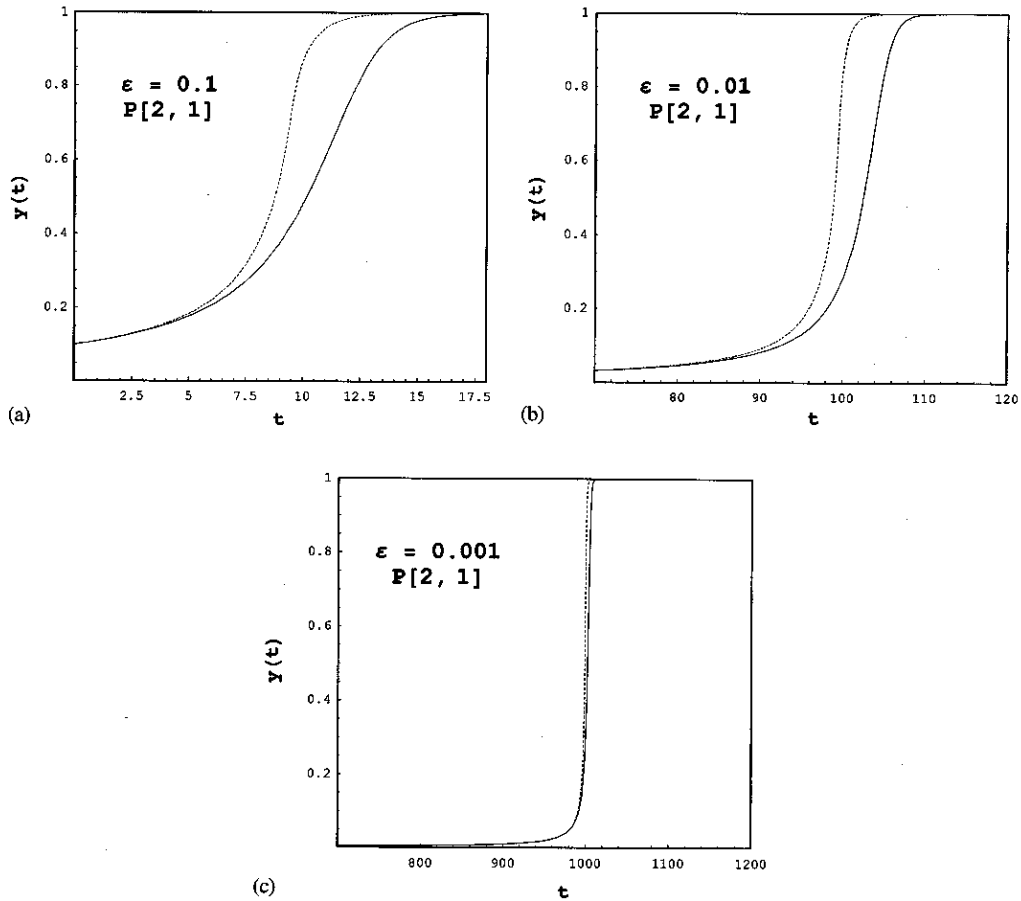 1
0.8
0.6
0.4
0.2
y(t)
ε = 0.1
P[2, 1]
2.5 5 7.5 10 12.5 15 17.5
t
(a)
1
0.8
0.6
0.4
0.2
y(t)
ε = 0.01
P[2, 1]
80 90 100 110 120
t
(b)
1
0.8
0.6
0.4
0.2
y(t)
ε = 0.001
P[2, 1]
800 900 1000 1100 1200
t
(c)